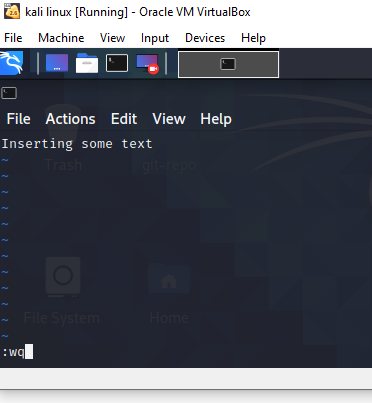 kali linux [Running] - Oracle VM VirtualBox
File Machine View Input Devices Help
File Actions Edit View Help
Inserting some text
~
~
Trash git-repo
~
~
~
~
~
~
~
~
File System Home
~
~
:wq